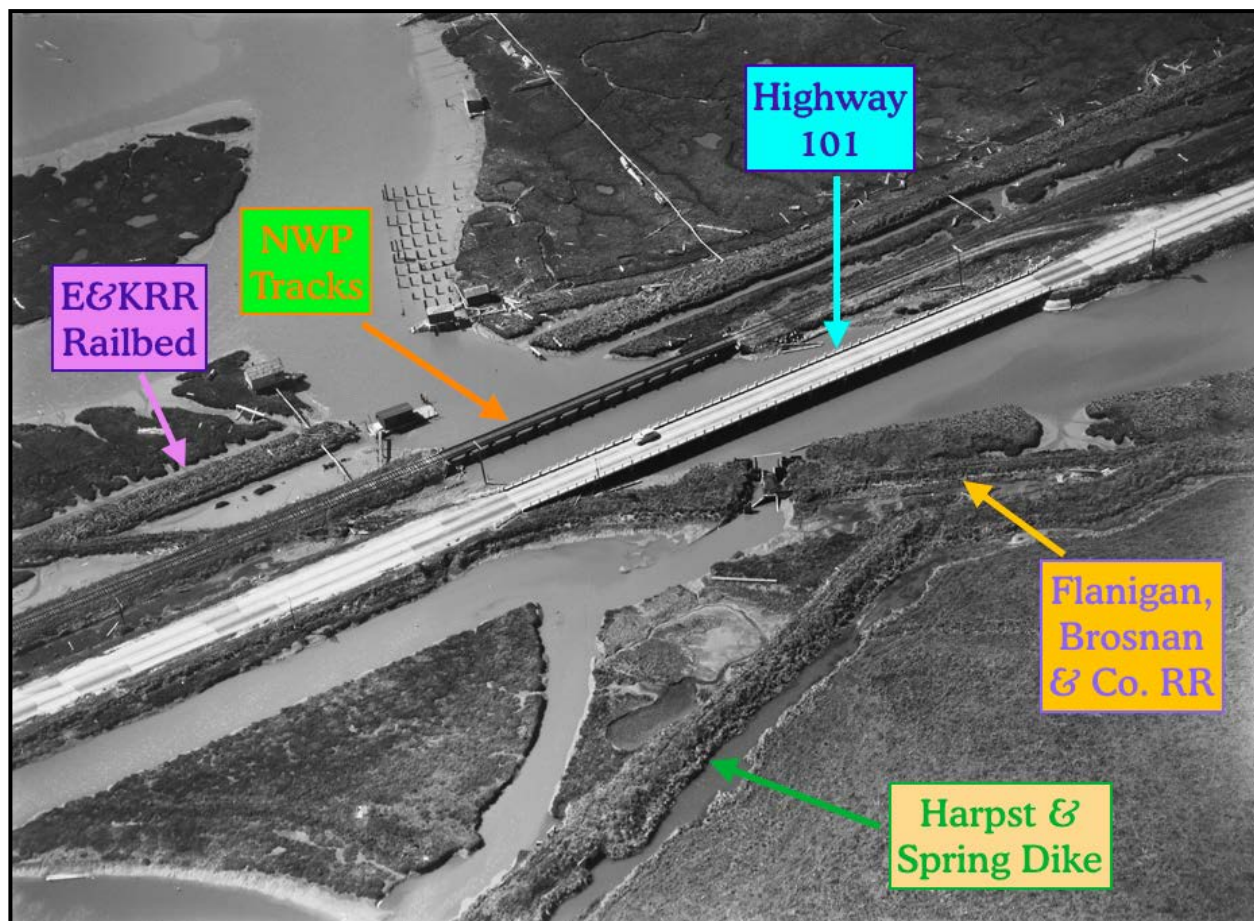 Highway
101
NWP
Tracks
E&KRR
Railbed
Flanigan,
Brosnan
& Co. RR
Harpst &
Spring Dike